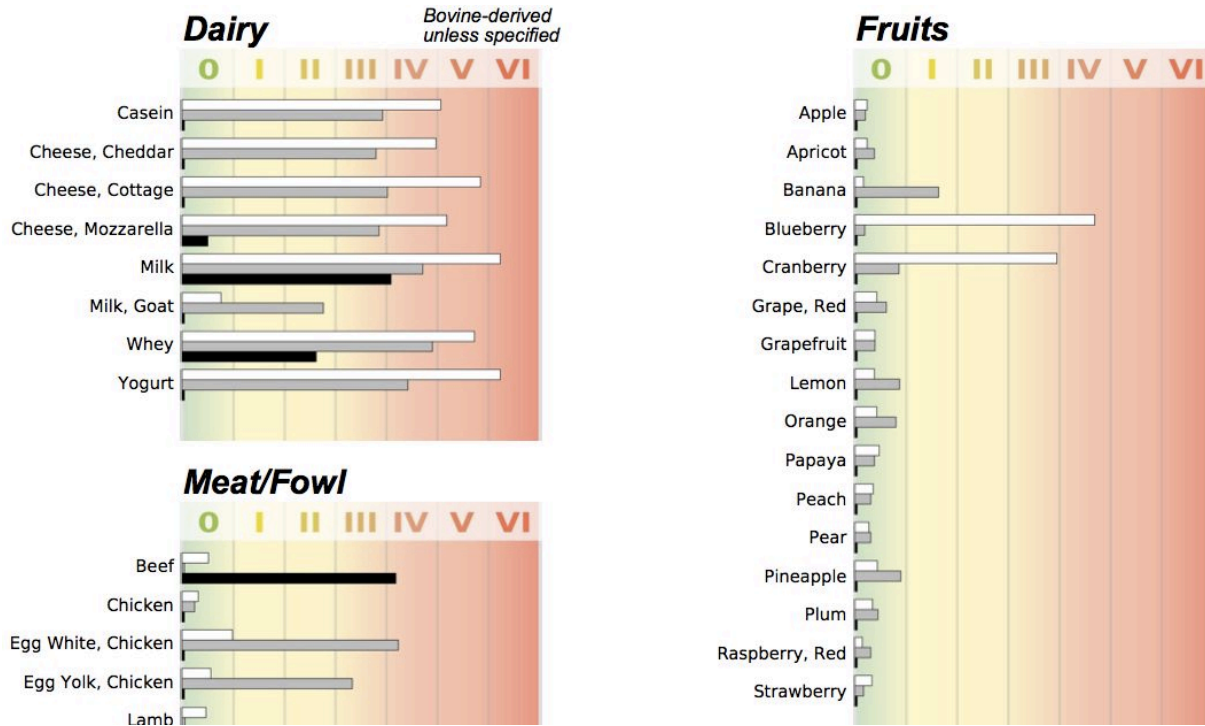 Dairy
Bovine-derived
unless specified
0 I II III IV V VI
Casein
Cheese, Cheddar
Cheese, Cottage
Cheese, Mozzarella
Milk
Milk, Goat
Whey
Yogurt
Meat/Fowl
0 I II III IV V VI
Beef
Chicken
Egg White, Chicken
Egg Yolk, Chicken
Lamb
Fruits
0 I II III IV V VI
Apple
Apricot
Banana
Blueberry
Cranberry
Grape, Red
Grapefruit
Lemon
Orange
Papaya
Peach
Pear
Pineapple
Plum
Raspberry, Red
Strawberry